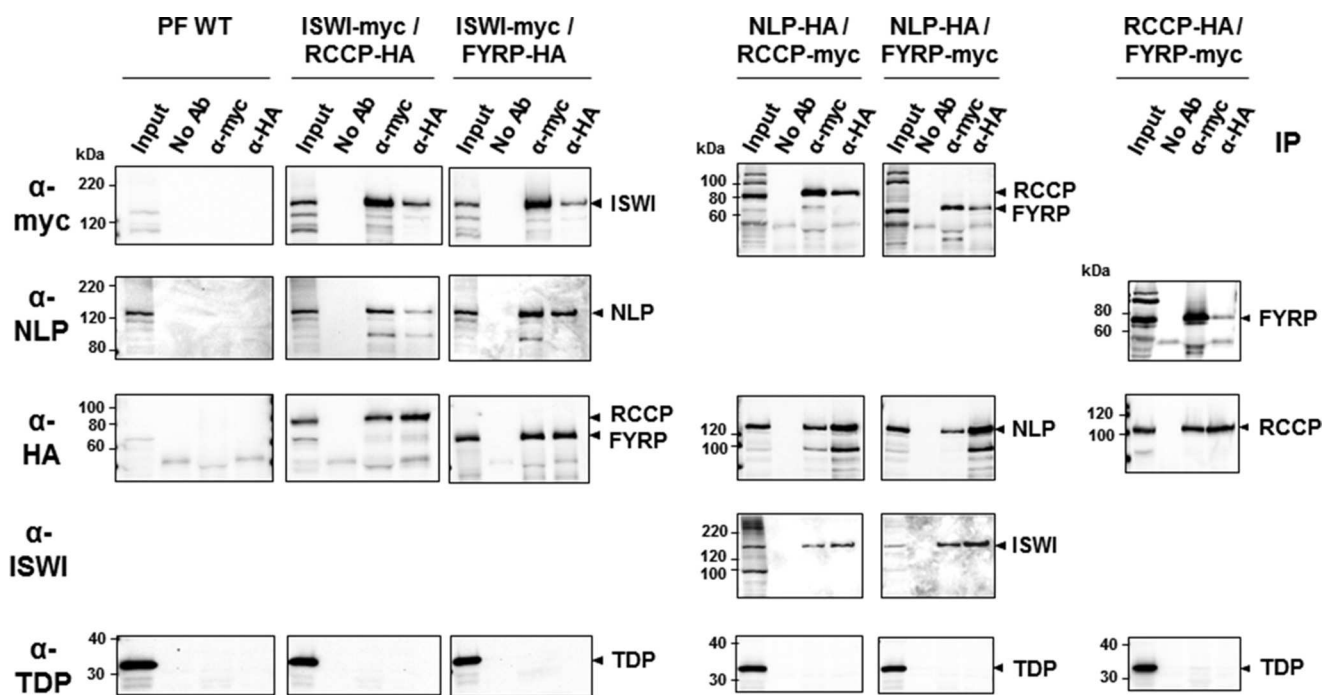 PF WT
ISWI-myc /
RCCP-HA
ISWI-myc /
FYRP-HA
NLP-HA /
RCCP-myc
NLP-HA /
FYRP-myc
RCCP-HA/
FYRP-myc
Input No Ab α-myc α-HA Input No Ab α-myc α-HA Input No Ab α-myc α-HA Input No Ab α-myc α-HA Input No Ab α-myc α-HA Input No Ab α-myc α-HA IP
kDa
α-
myc
220
120
ISWI
100
80
60
RCCP
FYRP
α-
NLP
220
120
80
NLP
kDa
80
60
FYRP
α-
HA
100
80
60
RCCP
FYRP
120
100
NLP
120
100
RCCP
α-
ISWI
220
120
100
ISWI
α-
TDP
40
30
TDP
40
30
TDP
40
30
TDP